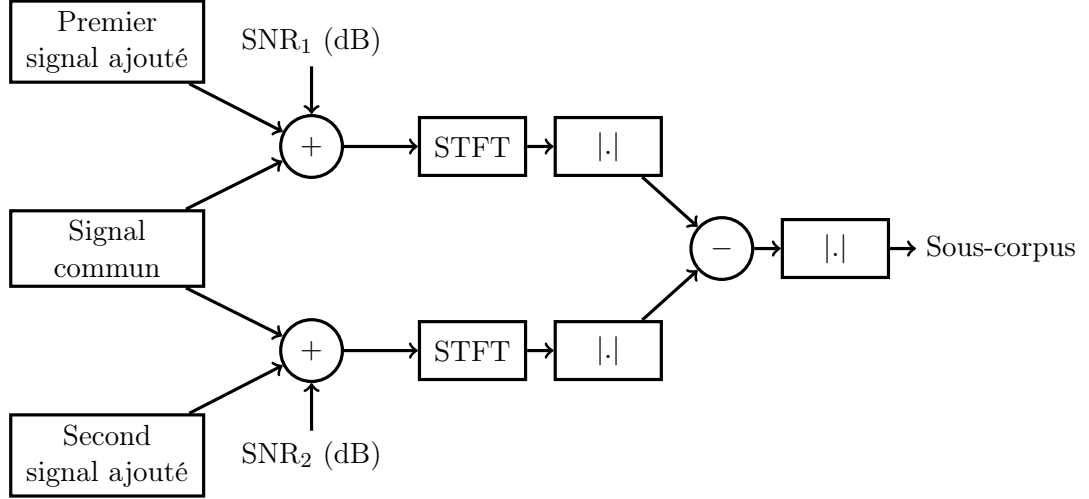 Premier
signal ajouté
SNR₁ (dB)
+
STFT
|.|
Signal
commun
−
|.|
Sous-corpus
+
STFT
|.|
Second
signal ajouté
SNR₂ (dB)